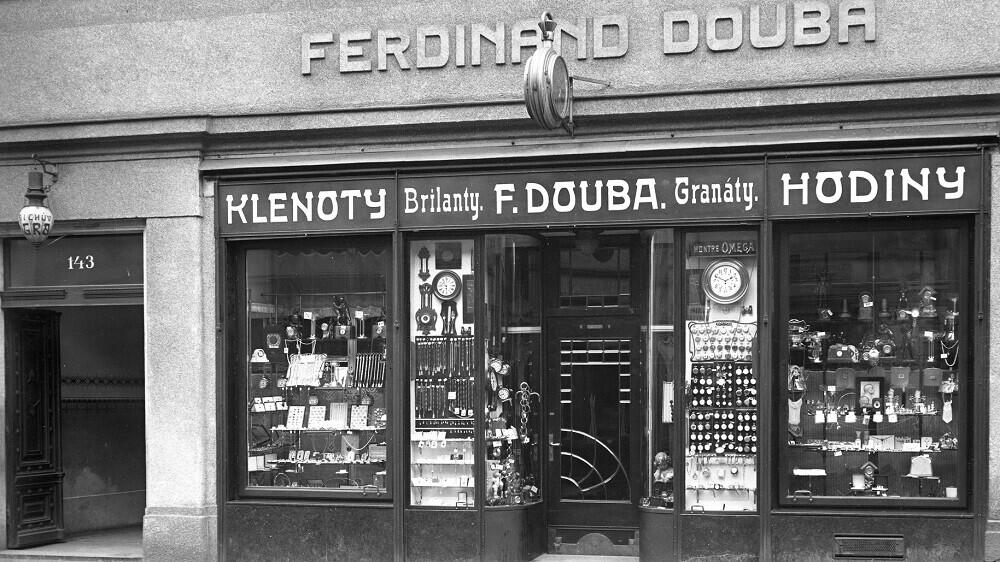 FERDINAND DOUBA
KLENOTY Brilanty. F. DOUBA. Granáty. HODINY
MONTRE OMEGA
143